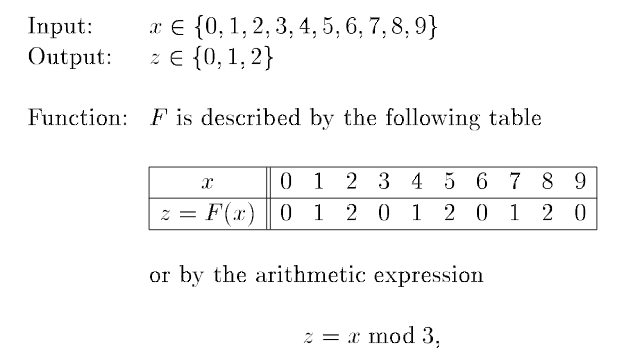 Input: x ∈ {0, 1, 2, 3, 4, 5, 6, 7, 8, 9}
Output: z ∈ {0, 1, 2}
Function: F is described by the following table
x 0 1 2 3 4 5 6 7 8 9
z = F(x) 0 1 2 0 1 2 0 1 2 0
or by the arithmetic expression
z = x mod 3,